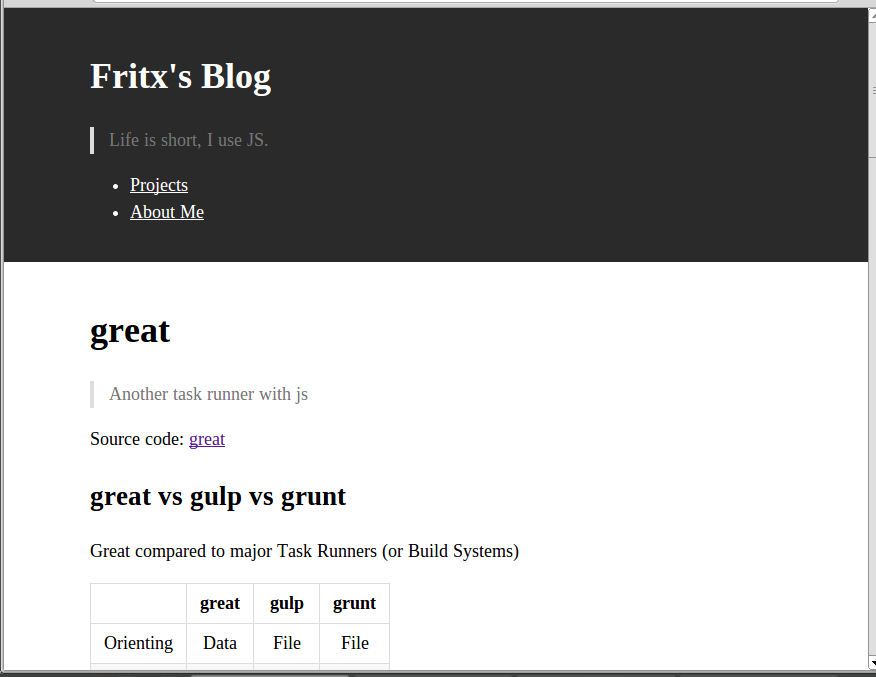 Fritx's Blog
Life is short, I use JS.
Projects
About Me
great
Another task runner with js
Source code: great
great vs gulp vs grunt
Great compared to major Task Runners (or Build Systems)
great gulp grunt
Orienting Data File File